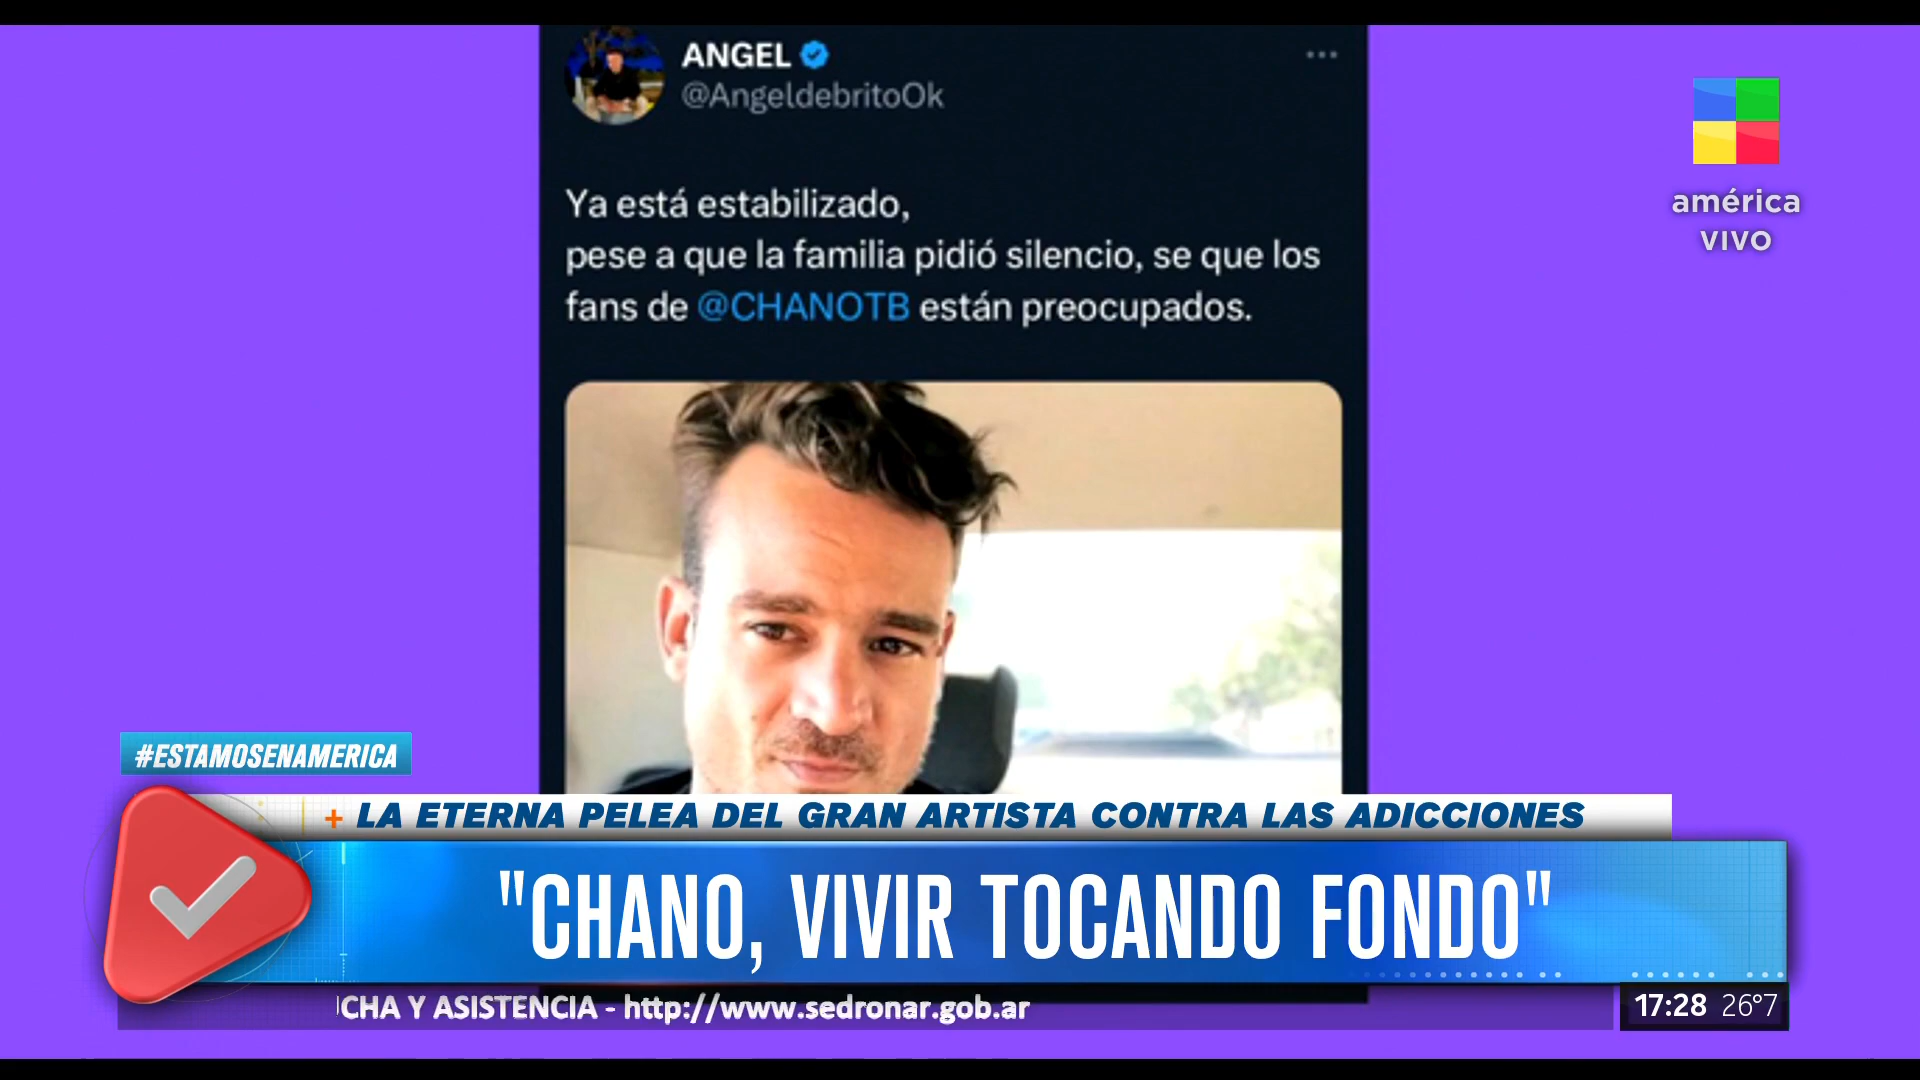 ANGEL
@AngeldebritoOk
Ya está estabilizado,
pese a que la familia pidió silencio, se que los
fans de @CHANOTB están preocupados.
américa
VIVO
#ESTAMOSENAMERICA
+ LA ETERNA PELEA DEL GRAN ARTISTA CONTRA LAS ADICCIONES
"CHANO, VIVIR TOCANDO FONDO"
CHA Y ASISTENCIA - http://www.sedronar.gob.ar
17:28 26°7